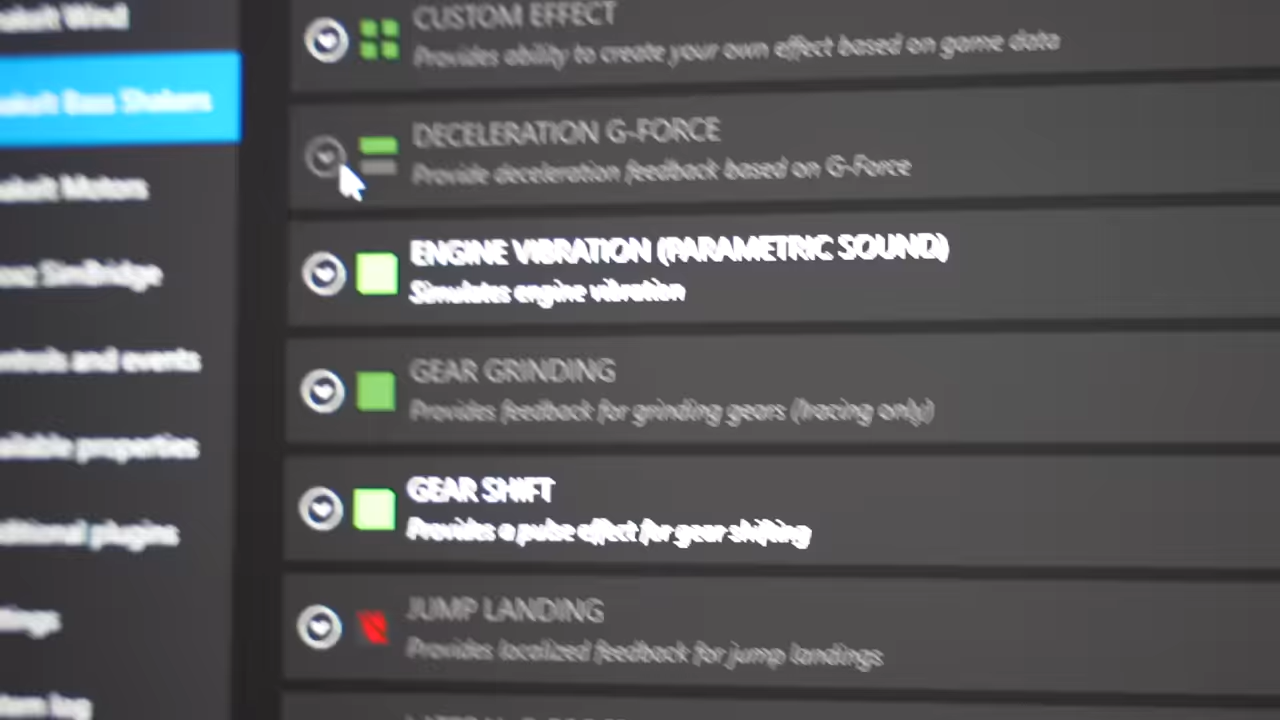 Wind
Bass Shakers
Motors
SimBridge
and events
properties
plugins
log
CUSTOM EFFECT
Provides ability to create your own effect based on game data
DECELERATION G-FORCE
Provide deceleration feedback based on G-Force
ENGINE VIBRATION (PARAMETRIC SOUND)
Simulates engine vibration
GEAR GRINDING
Provides feedback for grinding gears (Iracing only)
GEAR SHIFT
Provides a pulse effect for gear shifting
JUMP LANDING
Provides localized feedback for jump landings